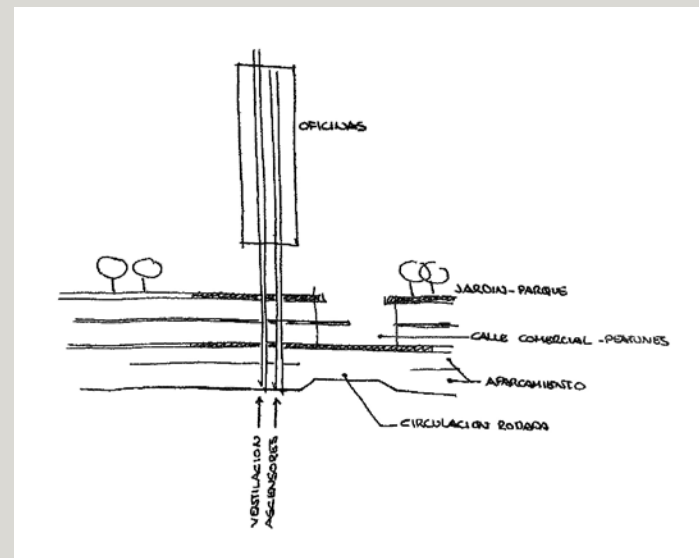 OFICINAS
JARDIN-PARQUE
CALLE COMERCIAL-PEATONES
APARCAMIENTO
CIRCULACION RODADA
VENTILACION
ASCENSORES